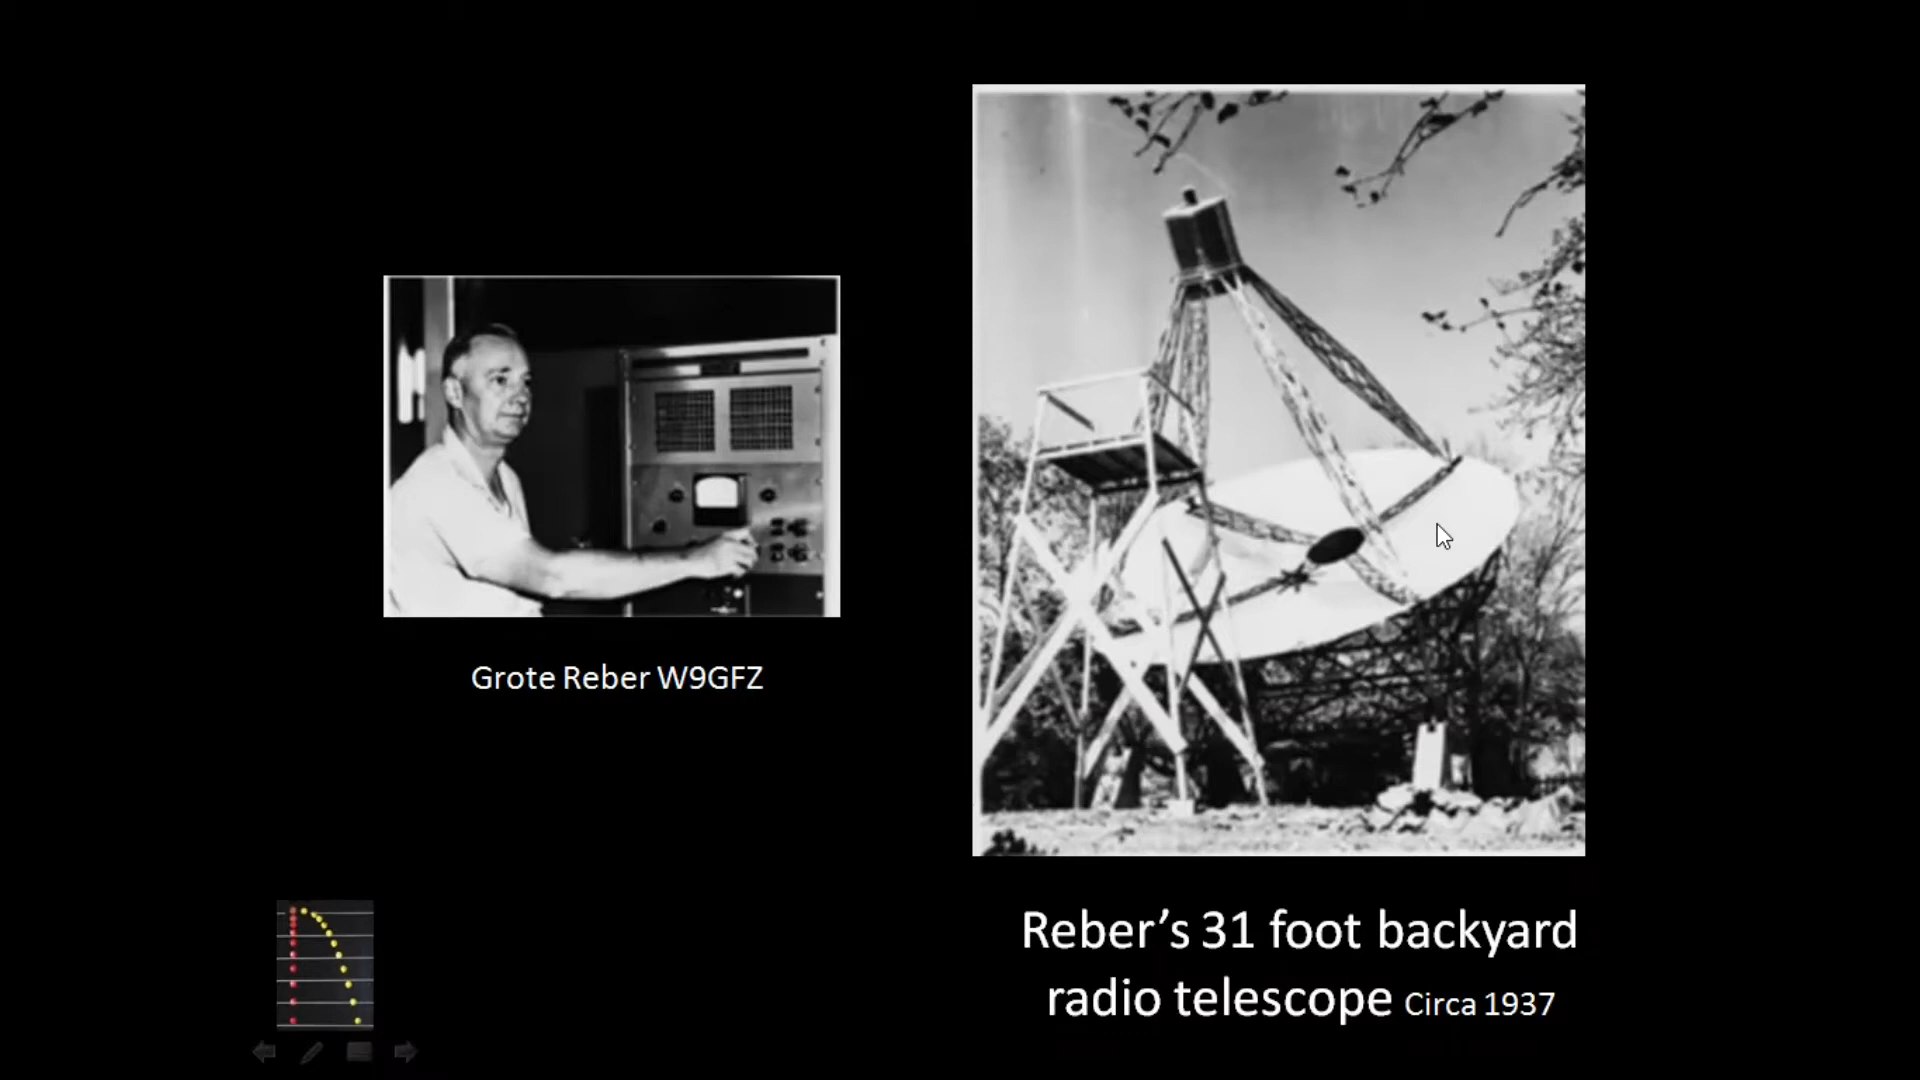 Grote Reber W9GFZ
Reber’s 31 foot backyard
radio telescope Circa 1937